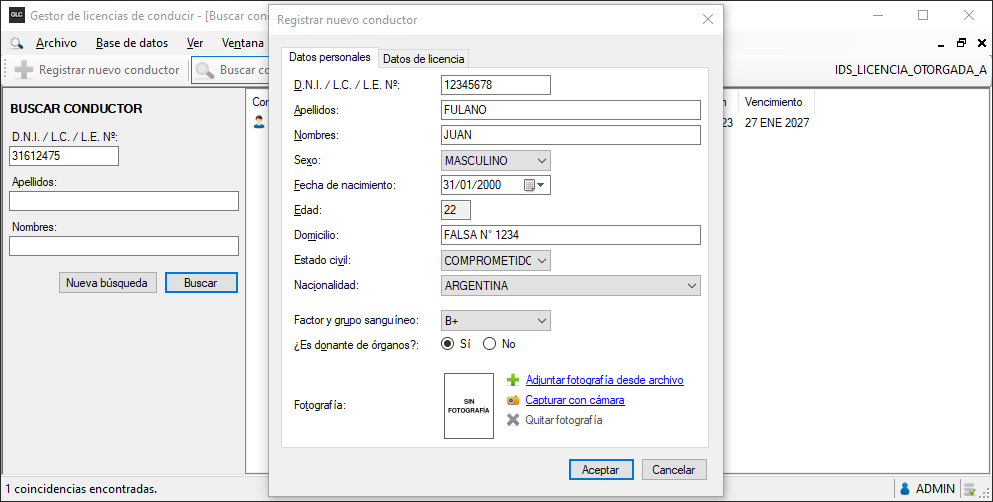 GLC Gestor de licencias de conducir - [Buscar cond
Archivo Base de datos Ver Ventana
Registrar nuevo conductor Buscar co
IDS_LICENCIA_OTORGADA_A
BUSCAR CONDUCTOR
D.N.I. / L.C. / L.E. Nº:
31612475
Apellidos:
Nombres:
Nueva búsqueda Buscar
Con
Vencimiento
23 27 ENE 2027
Registrar nuevo conductor
Datos personales Datos de licencia
D.N.I. / L.C. / L.E. Nº: 12345678
Apellidos: FULANO
Nombres: JUAN
Sexo: MASCULINO
Fecha de nacimiento: 31/01/2000
Edad: 22
Domicilio: FALSA N° 1234
Estado civil: COMPROMETIDO
Nacionalidad: ARGENTINA
Factor y grupo sanguíneo: B+
¿Es donante de órganos?: Sí No
Fotografía:
SIN
FOTOGRAFÍA
Adjuntar fotografía desde archivo
Capturar con cámara
Quitar fotografía
Aceptar Cancelar
1 coincidencias encontradas.
ADMIN